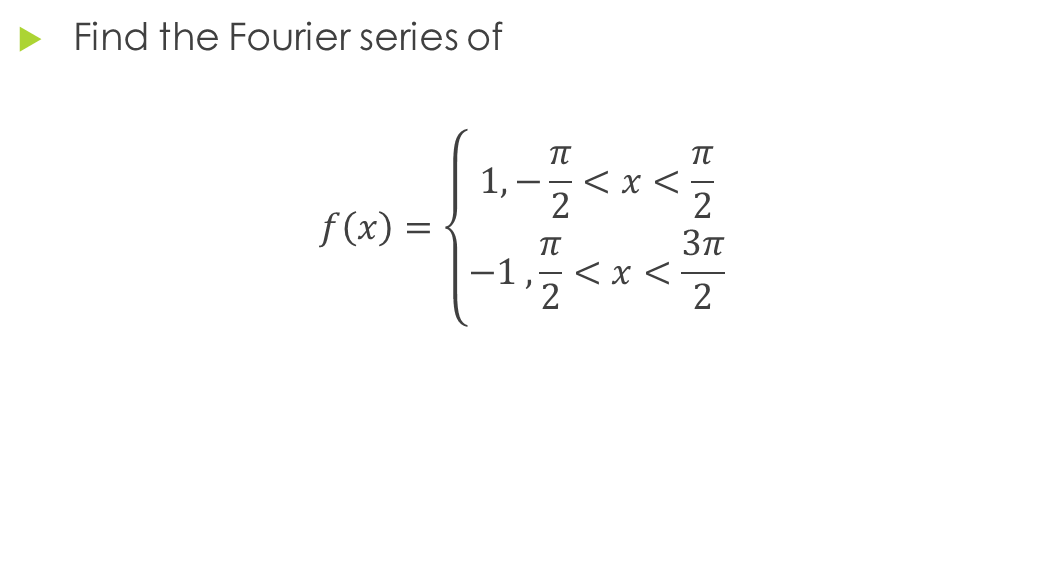 Find the Fourier series of
f(x) = { 1, −π/2 < x < π/2
−1 , π/2 < x < 3π/2